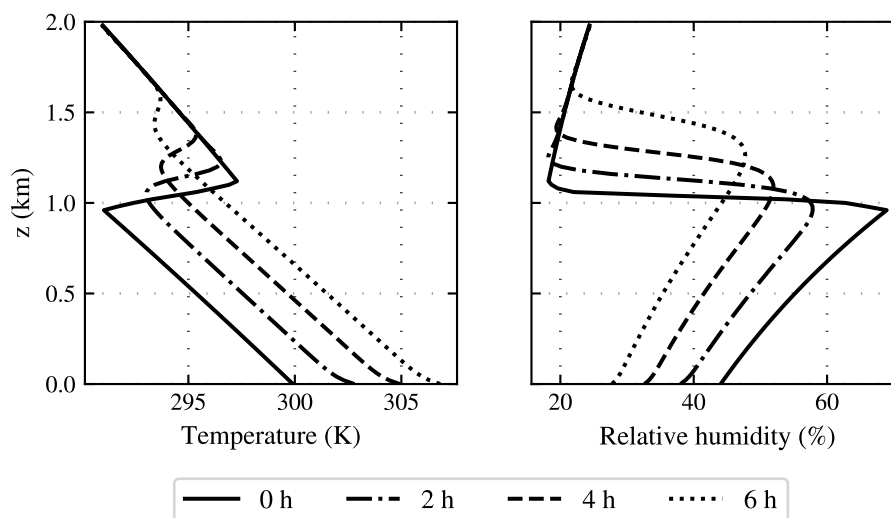 2.0
1.5
1.0
0.5
0.0
z (km)
295 300 305
Temperature (K)
20 40 60
Relative humidity (%)
0 h 2 h 4 h 6 h